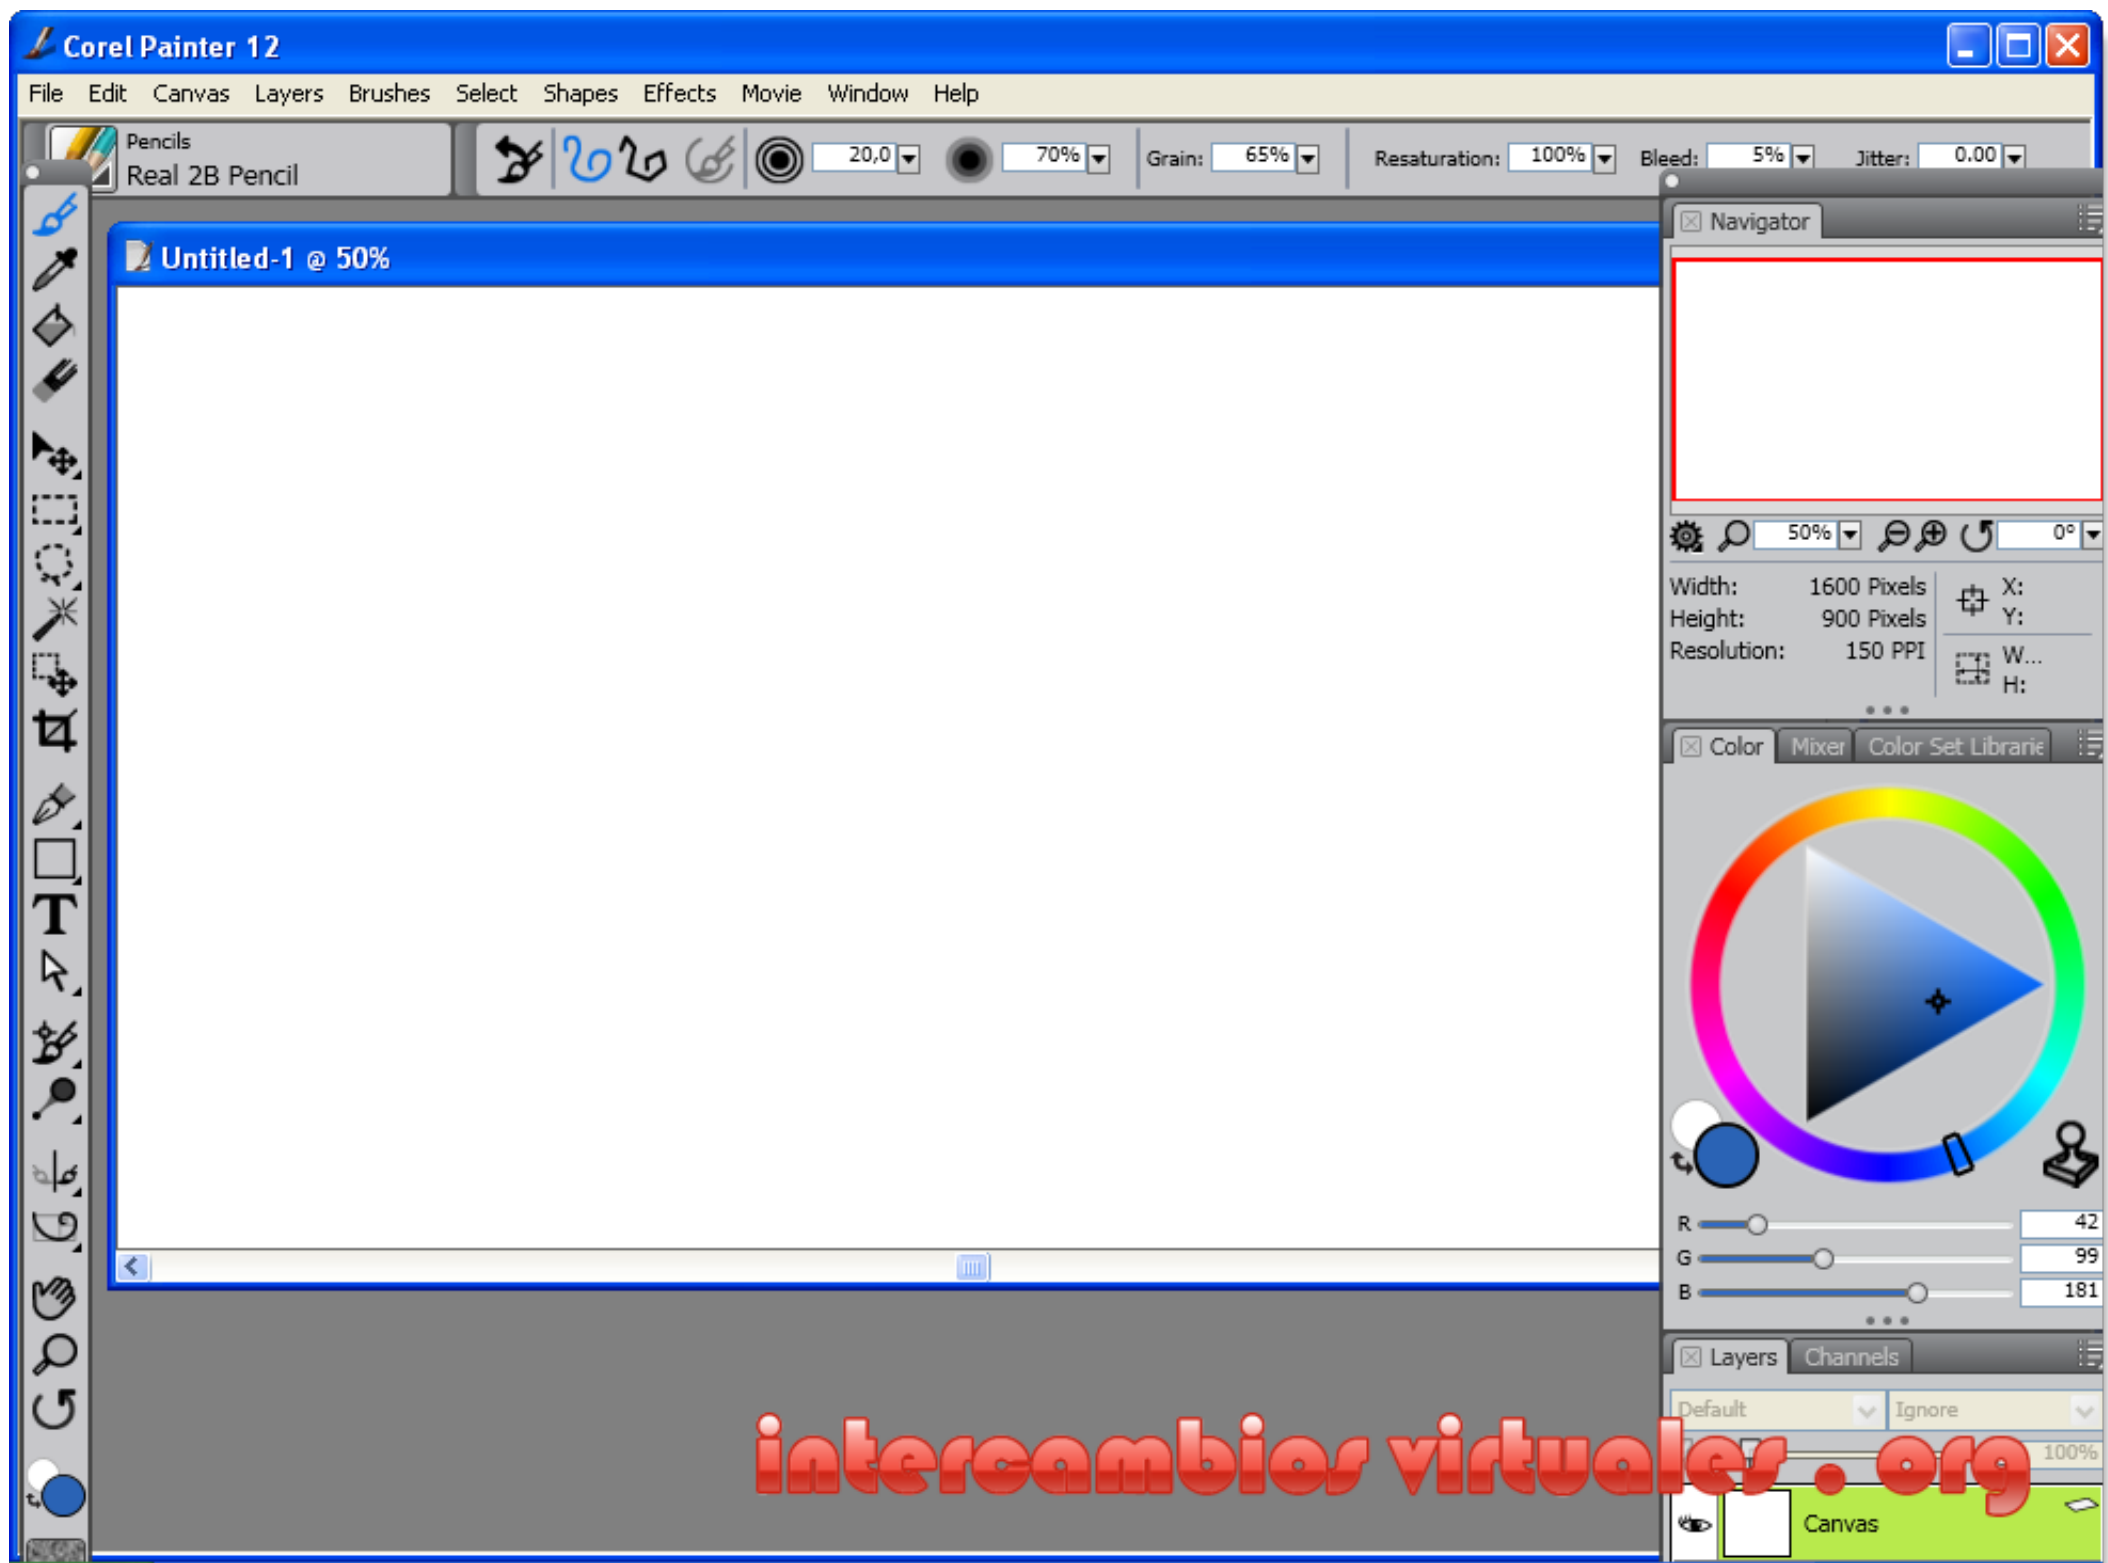 Corel Painter 12
File Edit Canvas Layers Brushes Select Shapes Effects Movie Window Help
Pencils
Real 2B Pencil
20,0 70% Grain: 65% Resaturation: 100% Bleed: 5% Jitter: 0.00
Untitled-1 @ 50%
Navigator
50% 0°
Width: 1600 Pixels X:
Height: 900 Pixels Y:
Resolution: 150 PPI W...
H:
Color Mixer Color Set Librarie
T
R 42
G 99
B 181
Layers Channels
Default Ignore
100%
intercambios virtuales . org
Canvas